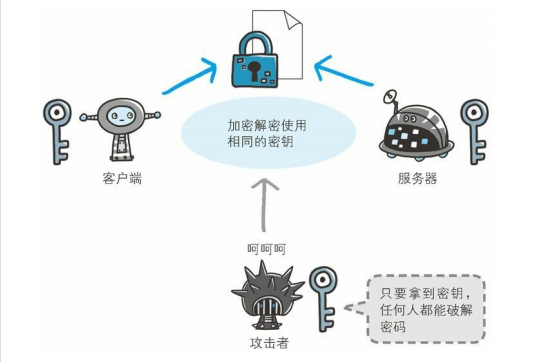 加密解密使用
相同的密钥
客户端
服务器
呵呵呵
只要拿到密钥，
任何人都能破解
密码
攻击者